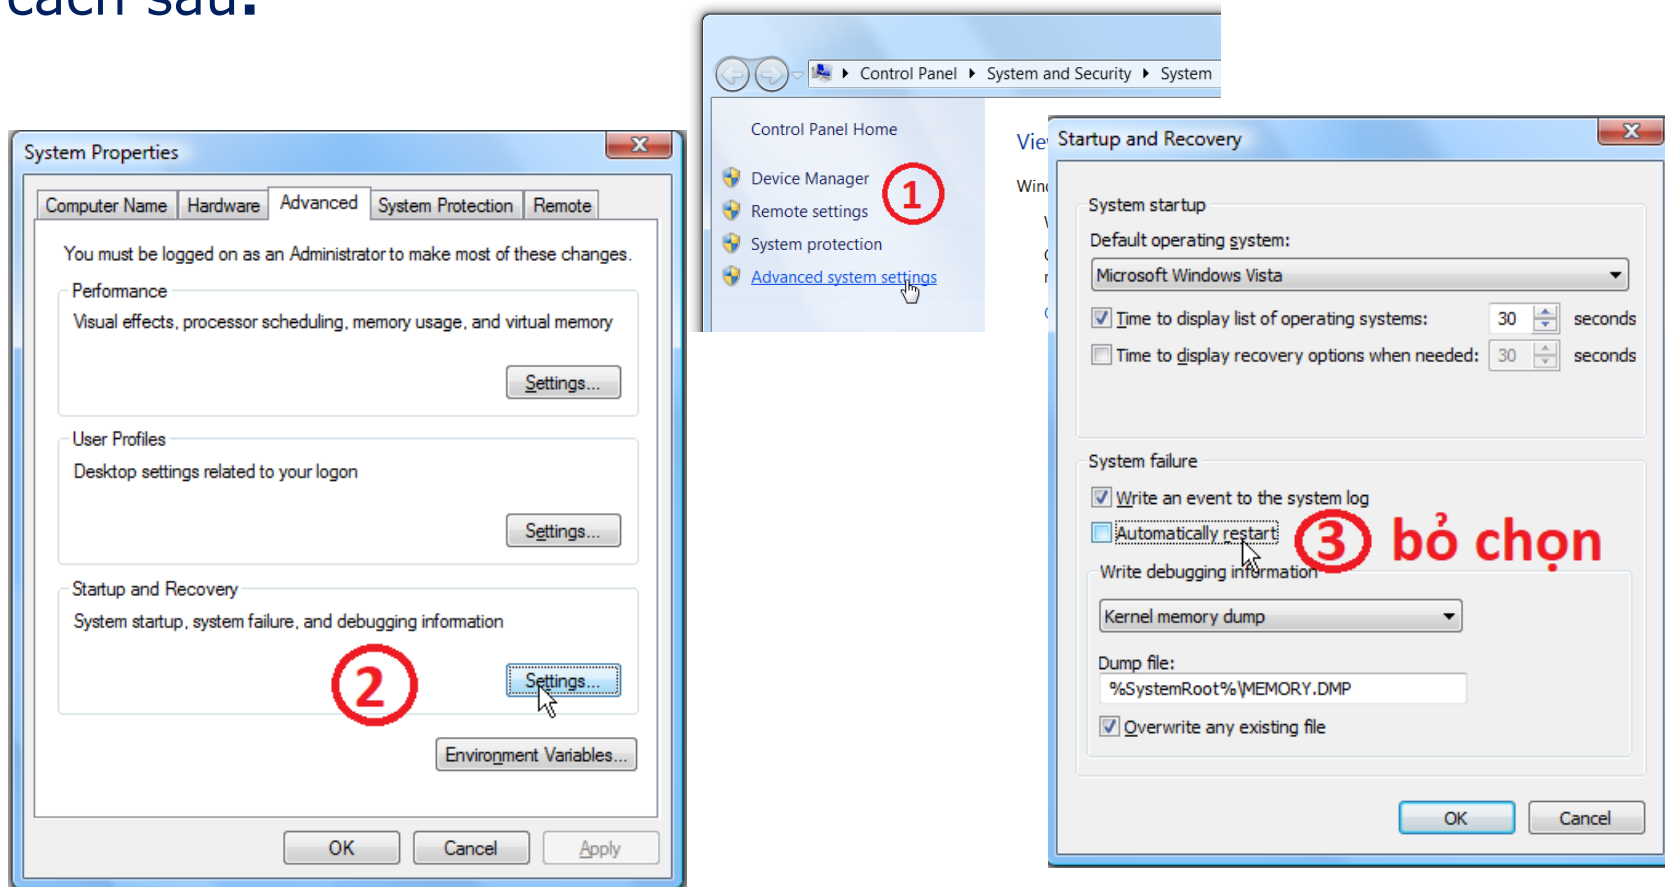 cách sau:
Control Panel
System and Security
System
Control Panel Home
Device Manager
Remote settings
System protection
Advanced system settings
1
System Properties
Computer Name
Hardware
Advanced
System Protection
Remote
You must be logged on as an Administrator to make most of these changes.
Performance
Visual effects, processor scheduling, memory usage, and virtual memory
Settings...
User Profiles
Desktop settings related to your logon
Settings...
Startup and Recovery
System startup, system failure, and debugging information
2
Settings...
Environment Variables...
OK
Cancel
Apply
Startup and Recovery
System startup
Default operating system:
Microsoft Windows Vista
Time to display list of operating systems: 30 seconds
Time to display recovery options when needed: 30 seconds
System failure
Write an event to the system log
Automatically restart
3 bỏ chọn
Write debugging information
Kernel memory dump
Dump file:
%SystemRoot%\MEMORY.DMP
Overwrite any existing file
OK
Cancel